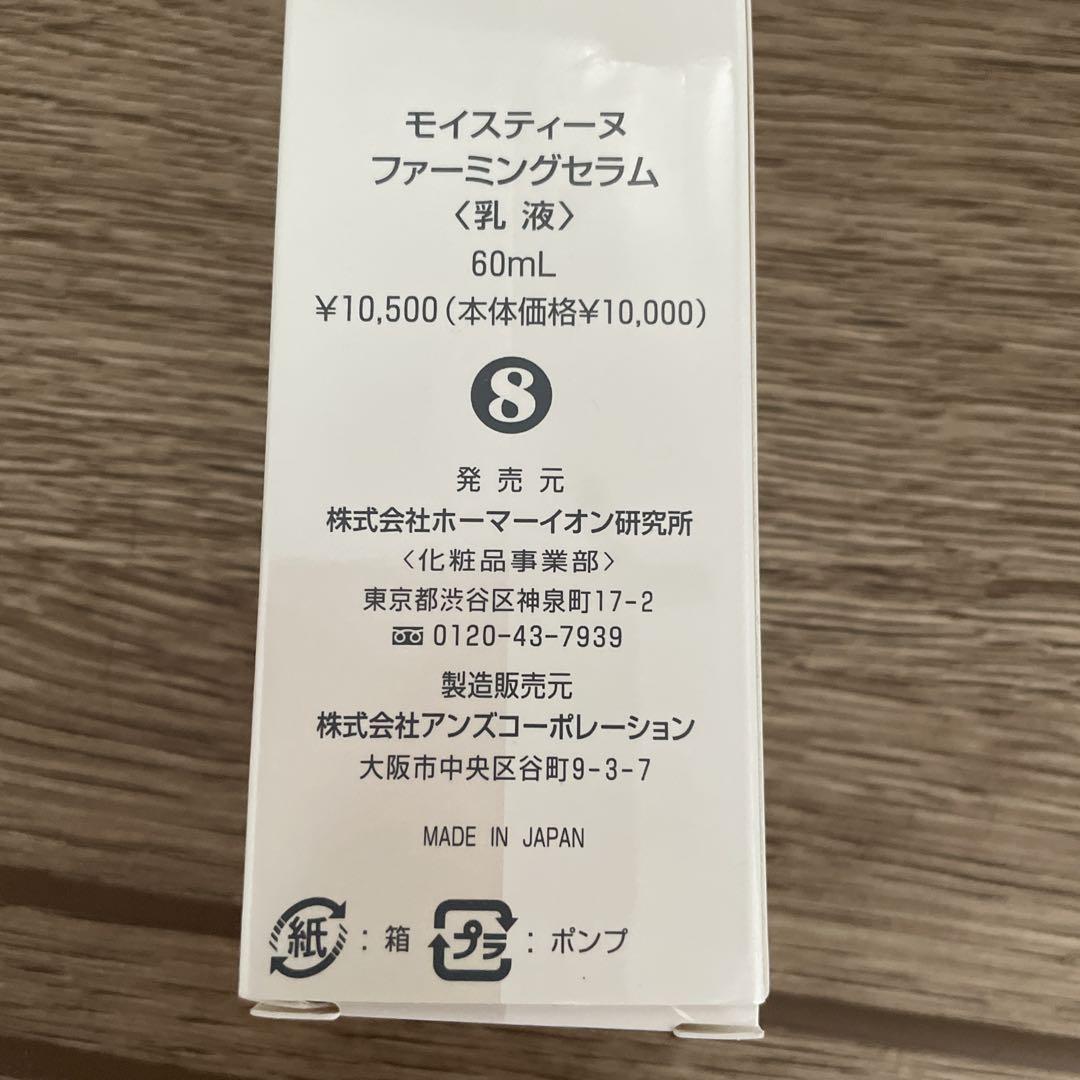 モイスティーヌ
ファーミングセラム
〈乳 液〉
60mL
¥10,500（本体価格¥10,000）
8
発 売 元
株式会社ホーマーイオン研究所
〈化粧品事業部〉
東京都渋谷区神泉町17-2
0120-43-7939
製造販売元
株式会社アンズコーポレーション
大阪市中央区谷町9-3-7
MADE IN JAPAN
紙 : 箱 プラ : ポンプ